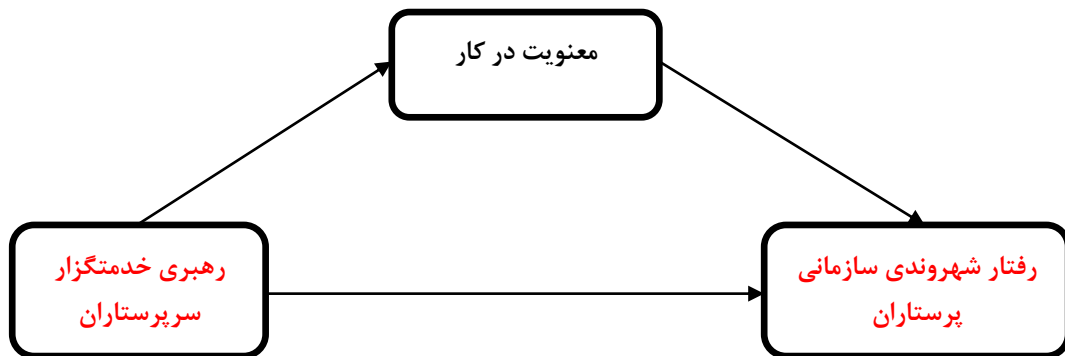 معنویت در کار
رفتار شهروندی سازمانی
پرستاران
رهبری خدمتگزار
سرپرستاران